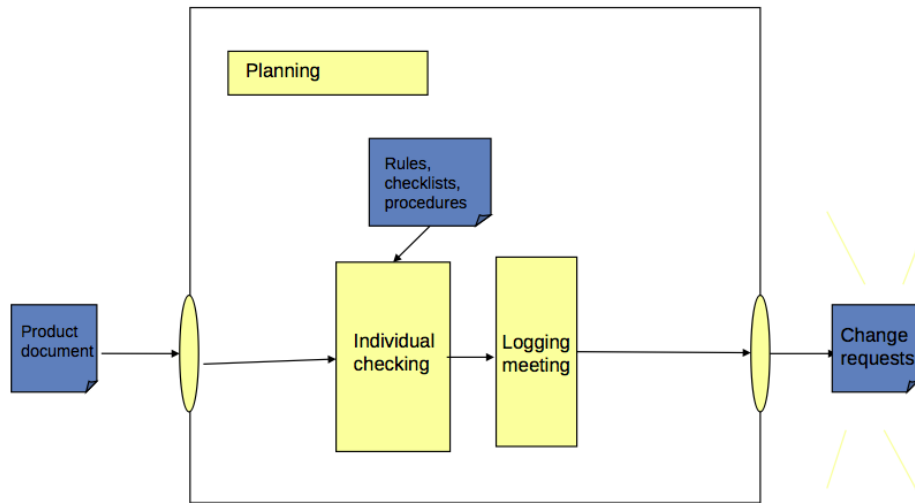 Planning
Rules,
checklists,
procedures
Product
document
Individual
checking
Logging
meeting
Change
requests